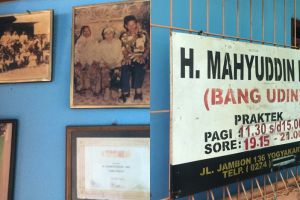 H. MAHYUDDIN
(BANG UDIN)
PRAKTEK
PAGI : 11.30 s/d 15.00
SORE : 19.15 - 21.00
JL. JAMBON 136 YOGYAKAR
TELP. (0274)